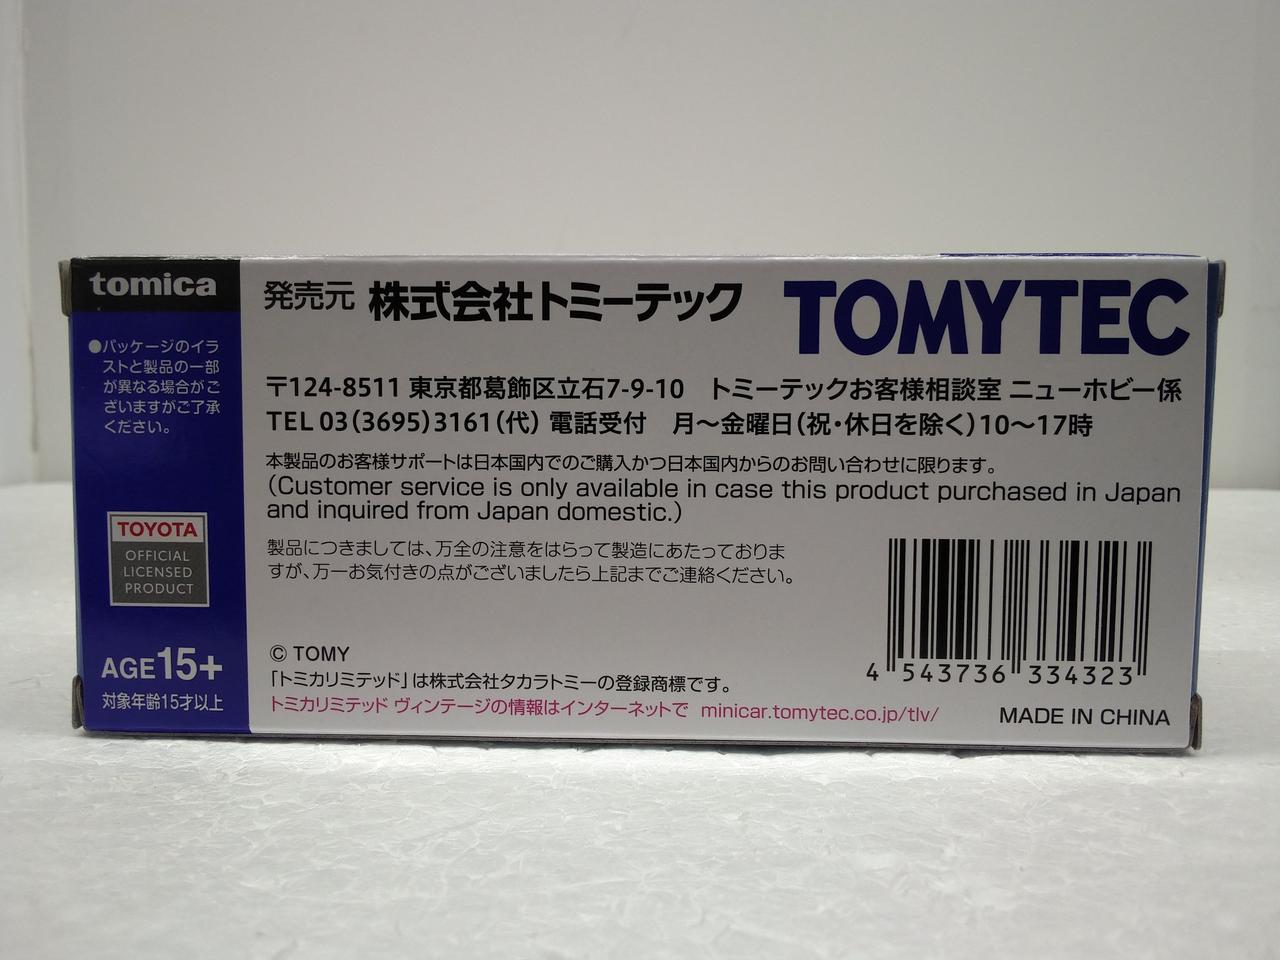 tomica
●パッケージのイラ
ストと製品の一部
が異なる場合がご
ざいますがご了承
ください。
TOYOTA
OFFICIAL
LICENSED
PRODUCT
AGE15+
対象年齢15才以上
発売元 株式会社トミーテック TOMYTEC
〒124-8511 東京都葛飾区立石7-9-10 トミーテックお客様相談室 ニューホビー係
TEL 03(3695)3161(代) 電話受付 月～金曜日(祝・休日を除く)10～17時
本製品のお客様サポートは日本国内でのご購入かつ日本国内からのお問い合わせに限ります。
(Customer service is only available in case this product purchased in Japan
and inquired from Japan domestic.)
製品につきましては、万全の注意をはらって製造にあたっておりま
すが、万一お気付きの点がございましたら上記までご連絡ください。
4 543736 334323
© TOMY
「トミカリミテッド」は株式会社タカラトミーの登録商標です。
トミカリミテッド ヴィンテージの情報はインターネットで minicar.tomytec.co.jp/tlv/
MADE IN CHINA